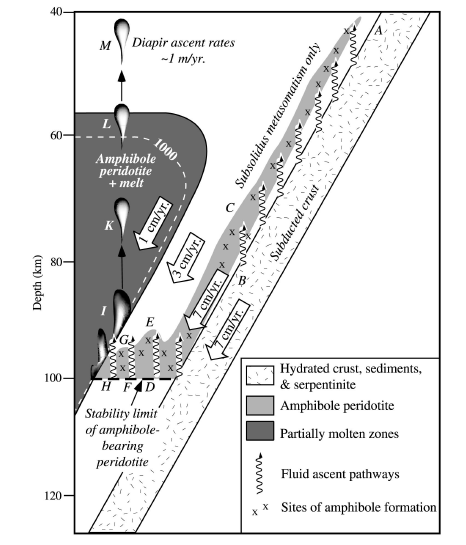 40
60
80
100
120
Depth (km)
M
Diapir ascent rates
~1 m/yr.
L
1000
Amphibole
peridotite
+ melt
K
1 cm/yr.
3 cm/yr.
7 cm/yr.
7 cm/yr.
Subsolidus metasomatism only
Subducted crust
A
C
B
I
G
E
H
F
D
x x x x x x x x x x x x x x x x
Stability limit
of amphibole-
bearing
peridotite
Hydrated crust, sediments,
& serpentinite
Amphibole peridotite
Partially molten zones
Fluid ascent pathways
x x Sites of amphibole formation